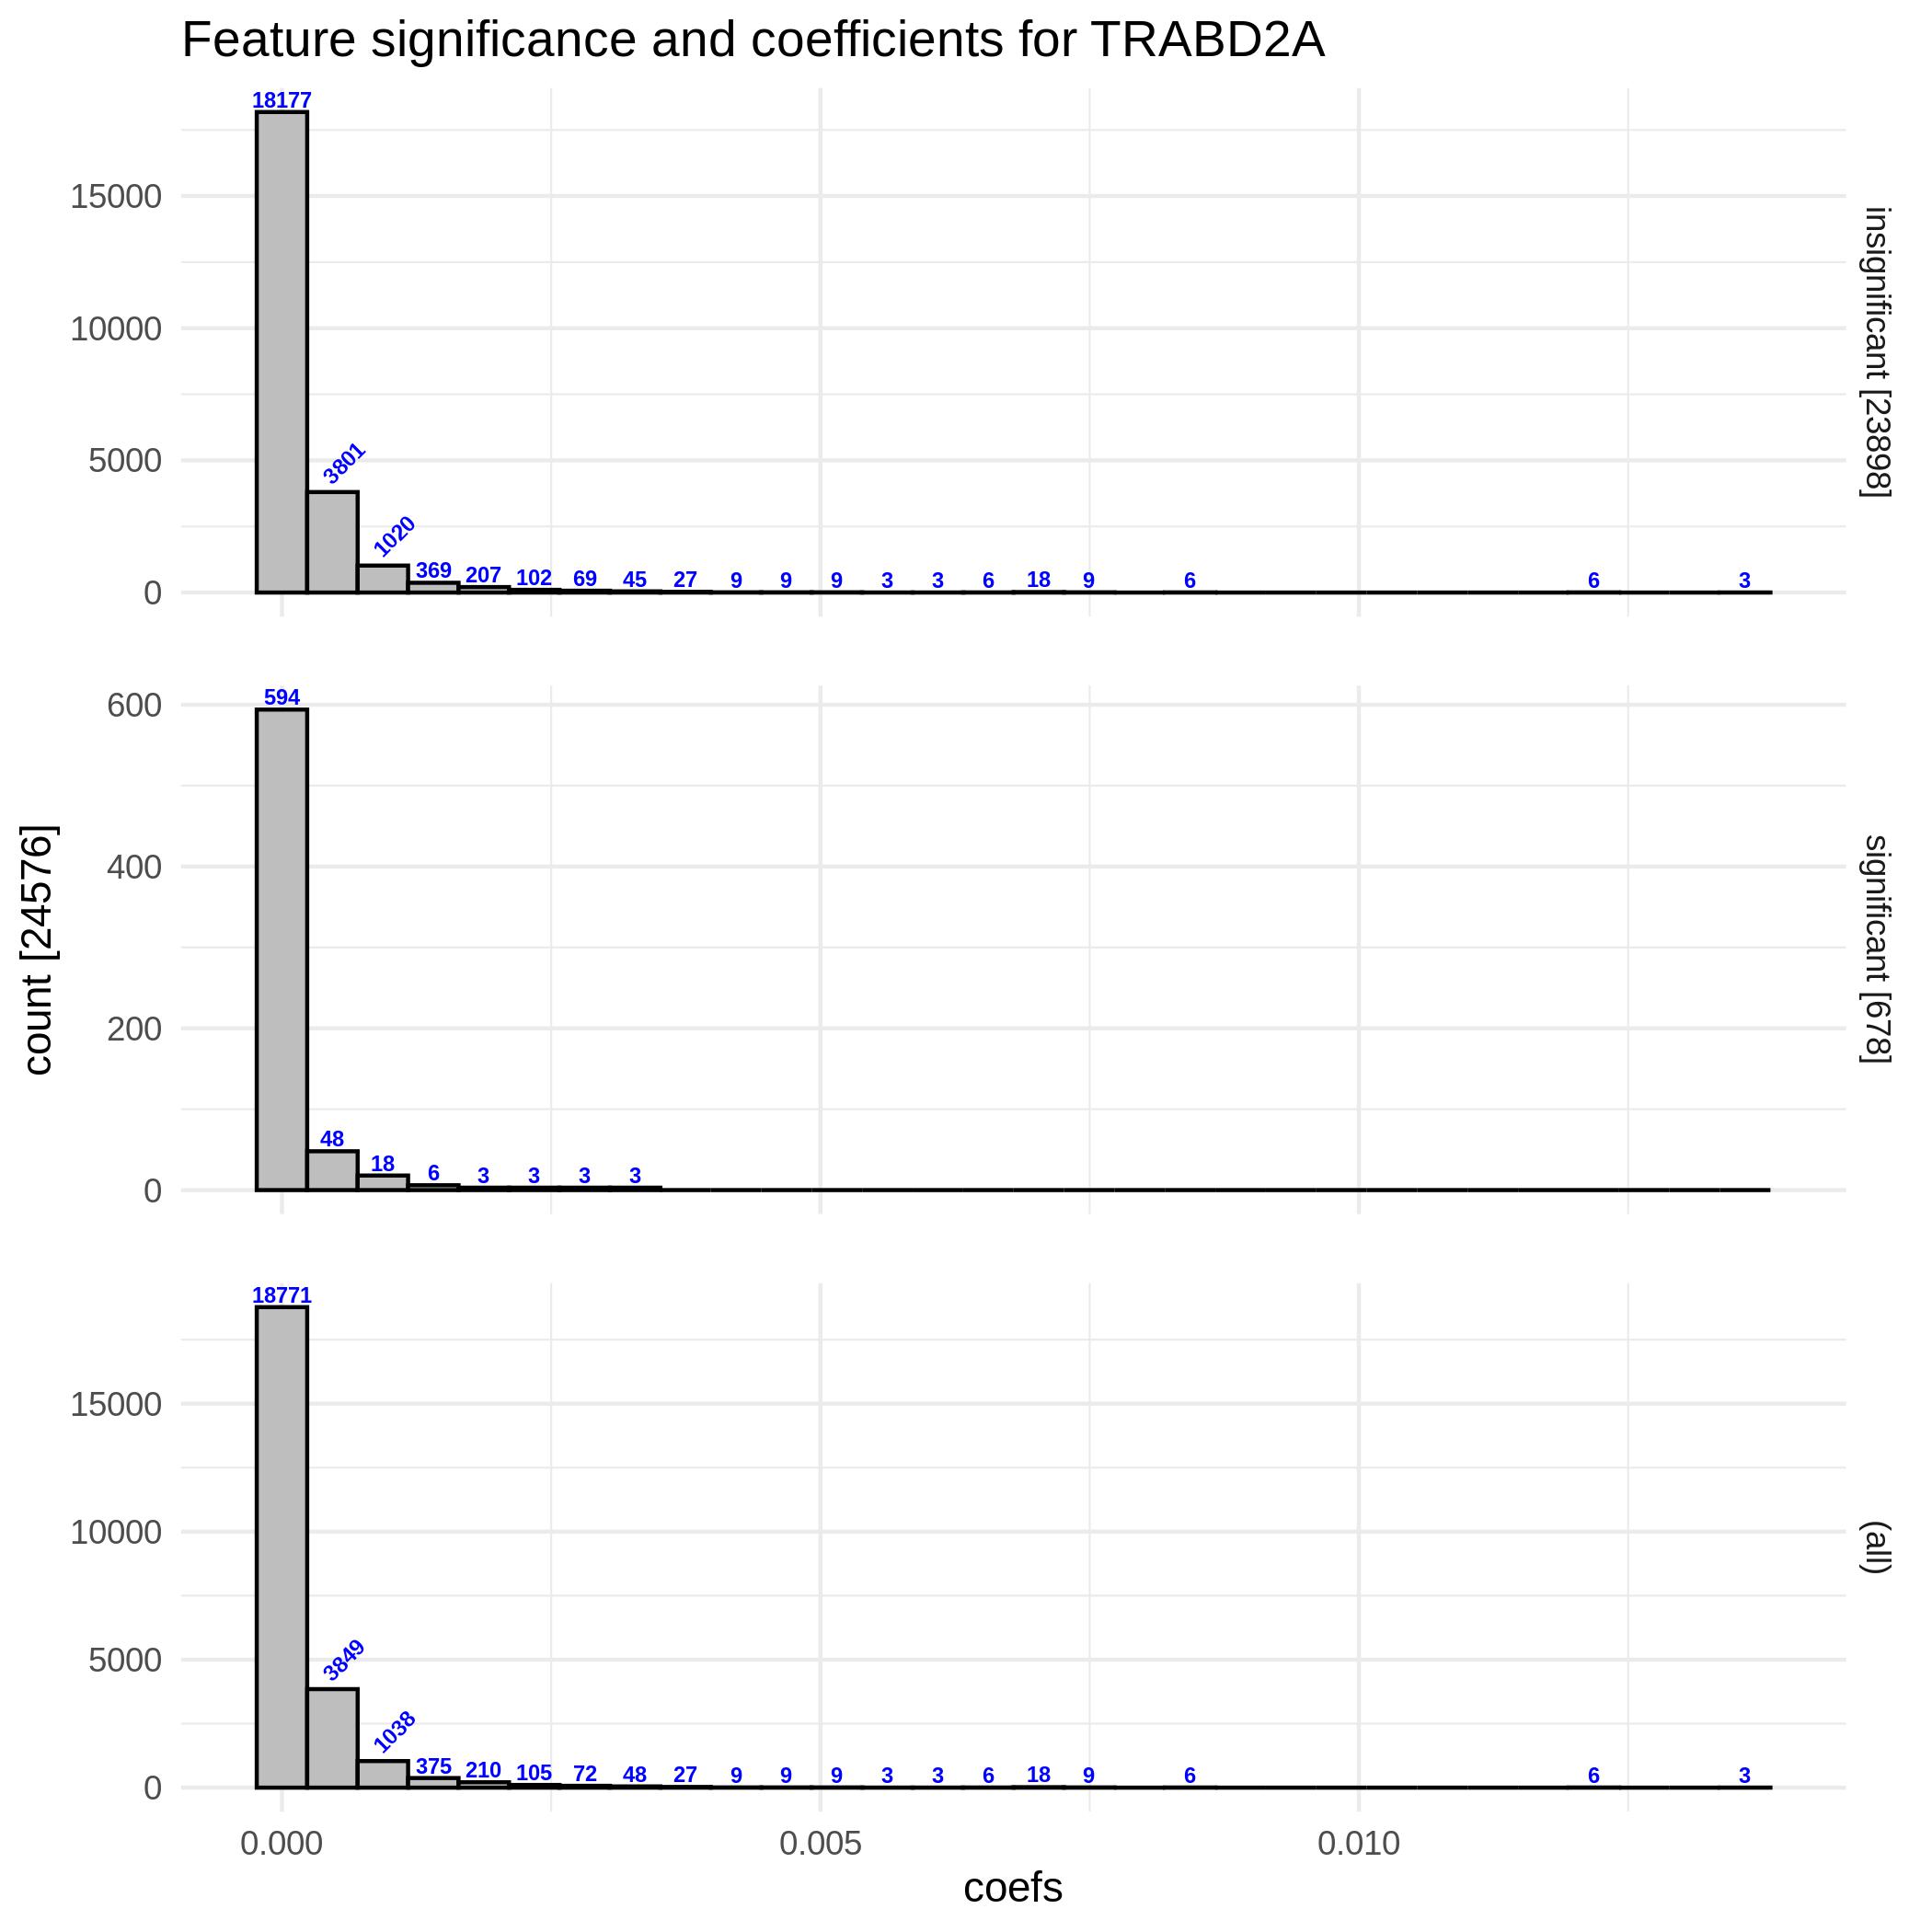 Feature significance and coefficients for TRABD2A
18177
15000
10000
5000
0
3801
1020
369 207 102 69 45 27 9 9 9 3 3 6 18 9 6 6 3
insignificant [23898]
count [24576]
594
600
400
200
0
48 18 6 3 3 3 3
significant [678]
18771
15000
10000
5000
0
3849
1038
375 210 105 72 48 27 9 9 9 3 3 6 18 9 6 6 3
(all)
0.000 0.005 0.010
coefs